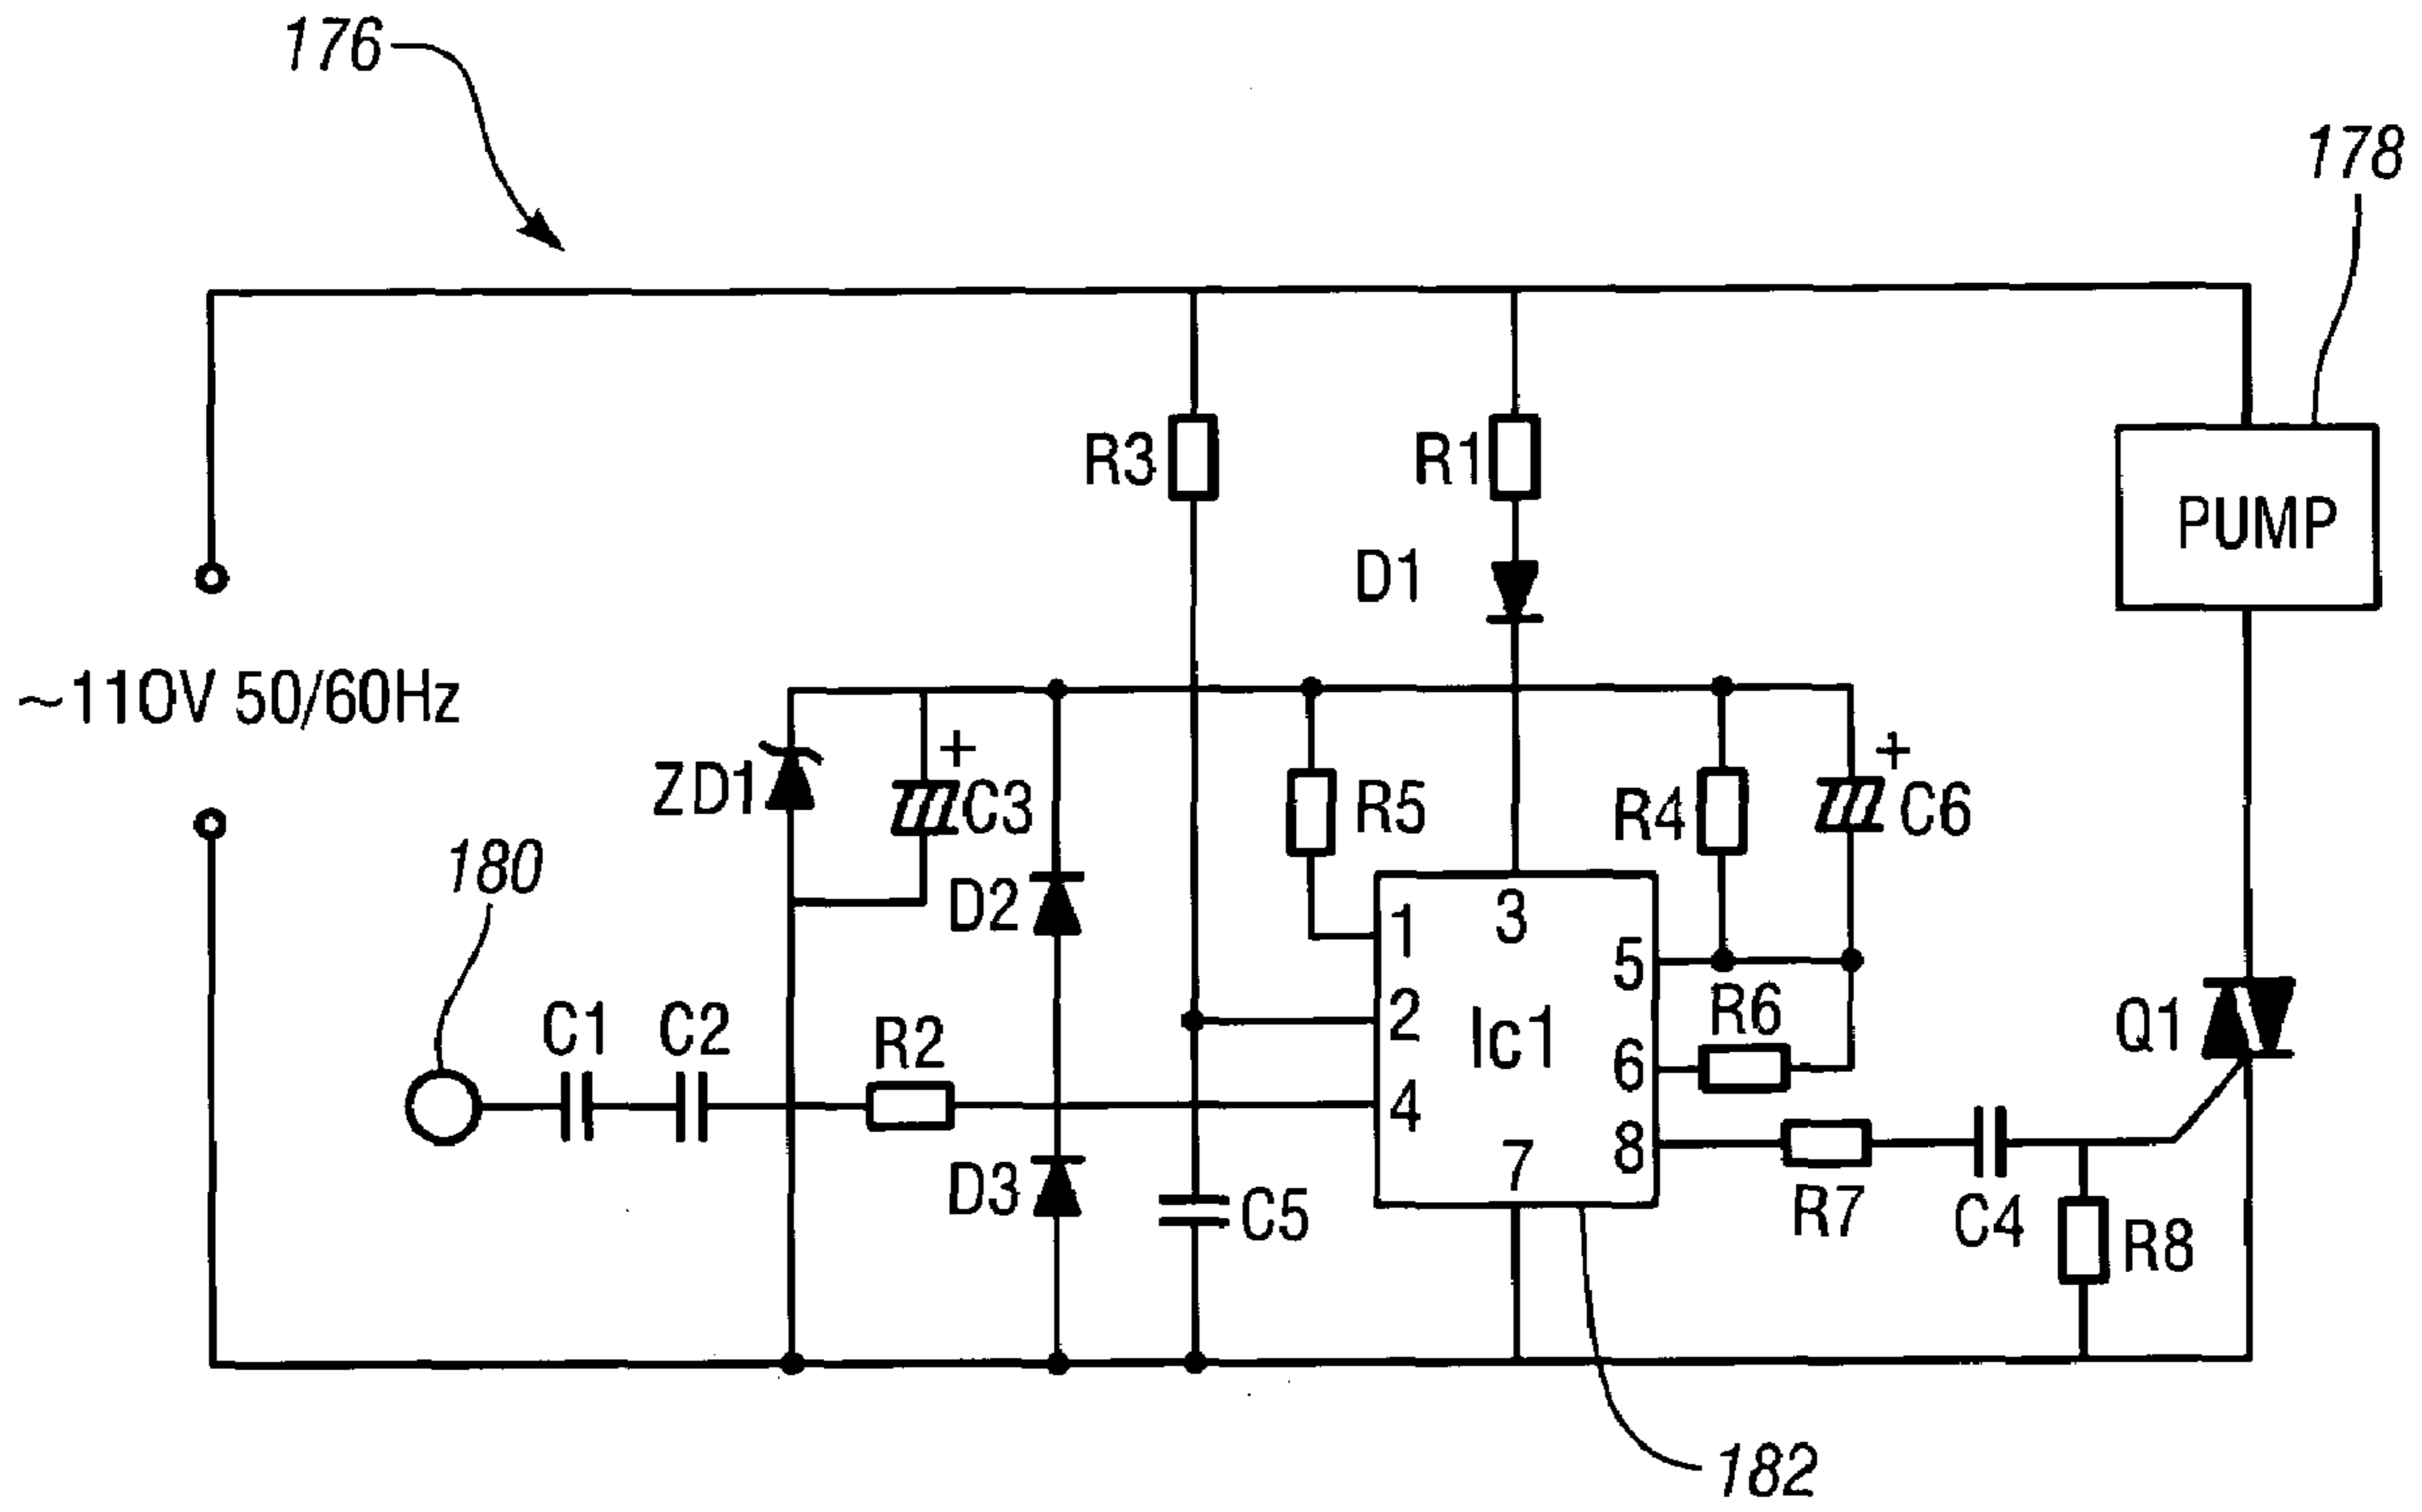 176
178
R3
R1
PUMP
D1
~110V 50/60Hz
ZD1
+
C3
R5
R4
+
C6
180
D2
1
3
5
C1
C2
R2
2
Ic1
R6
Q1
6
4
8
D3
C5
7
R7
C4
R8
182